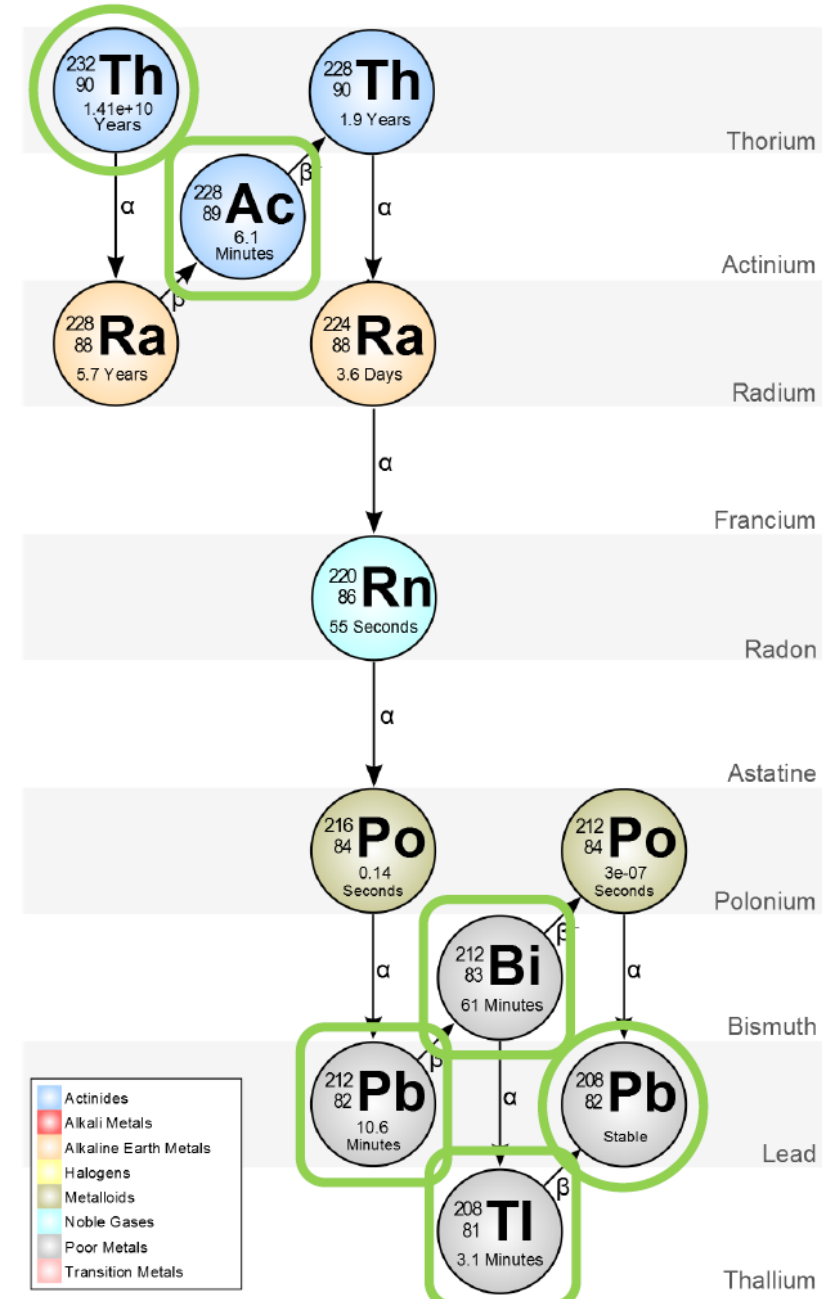 232
90
Th
1.41e+10
Years
228
90
Th
1.9 Years
Thorium
α
β
228
89
Ac
6.1
Minutes
α
Actinium
β
228
88
Ra
5.7 Years
224
88
Ra
3.6 Days
Radium
α
Francium
220
86
Rn
55 Seconds
Radon
α
Astatine
216
84
Po
0.14
Seconds
212
84
Po
3e-07
Seconds
Polonium
α
β
212
83
Bi
61 Minutes
α
Bismuth
β
212
82
Pb
10.6
Minutes
α
208
82
Pb
Stable
Lead
β
208
81
Tl
3.1 Minutes
Thallium
Actinides
Alkali Metals
Alkaline Earth Metals
Halogens
Metalloids
Noble Gases
Poor Metals
Transition Metals